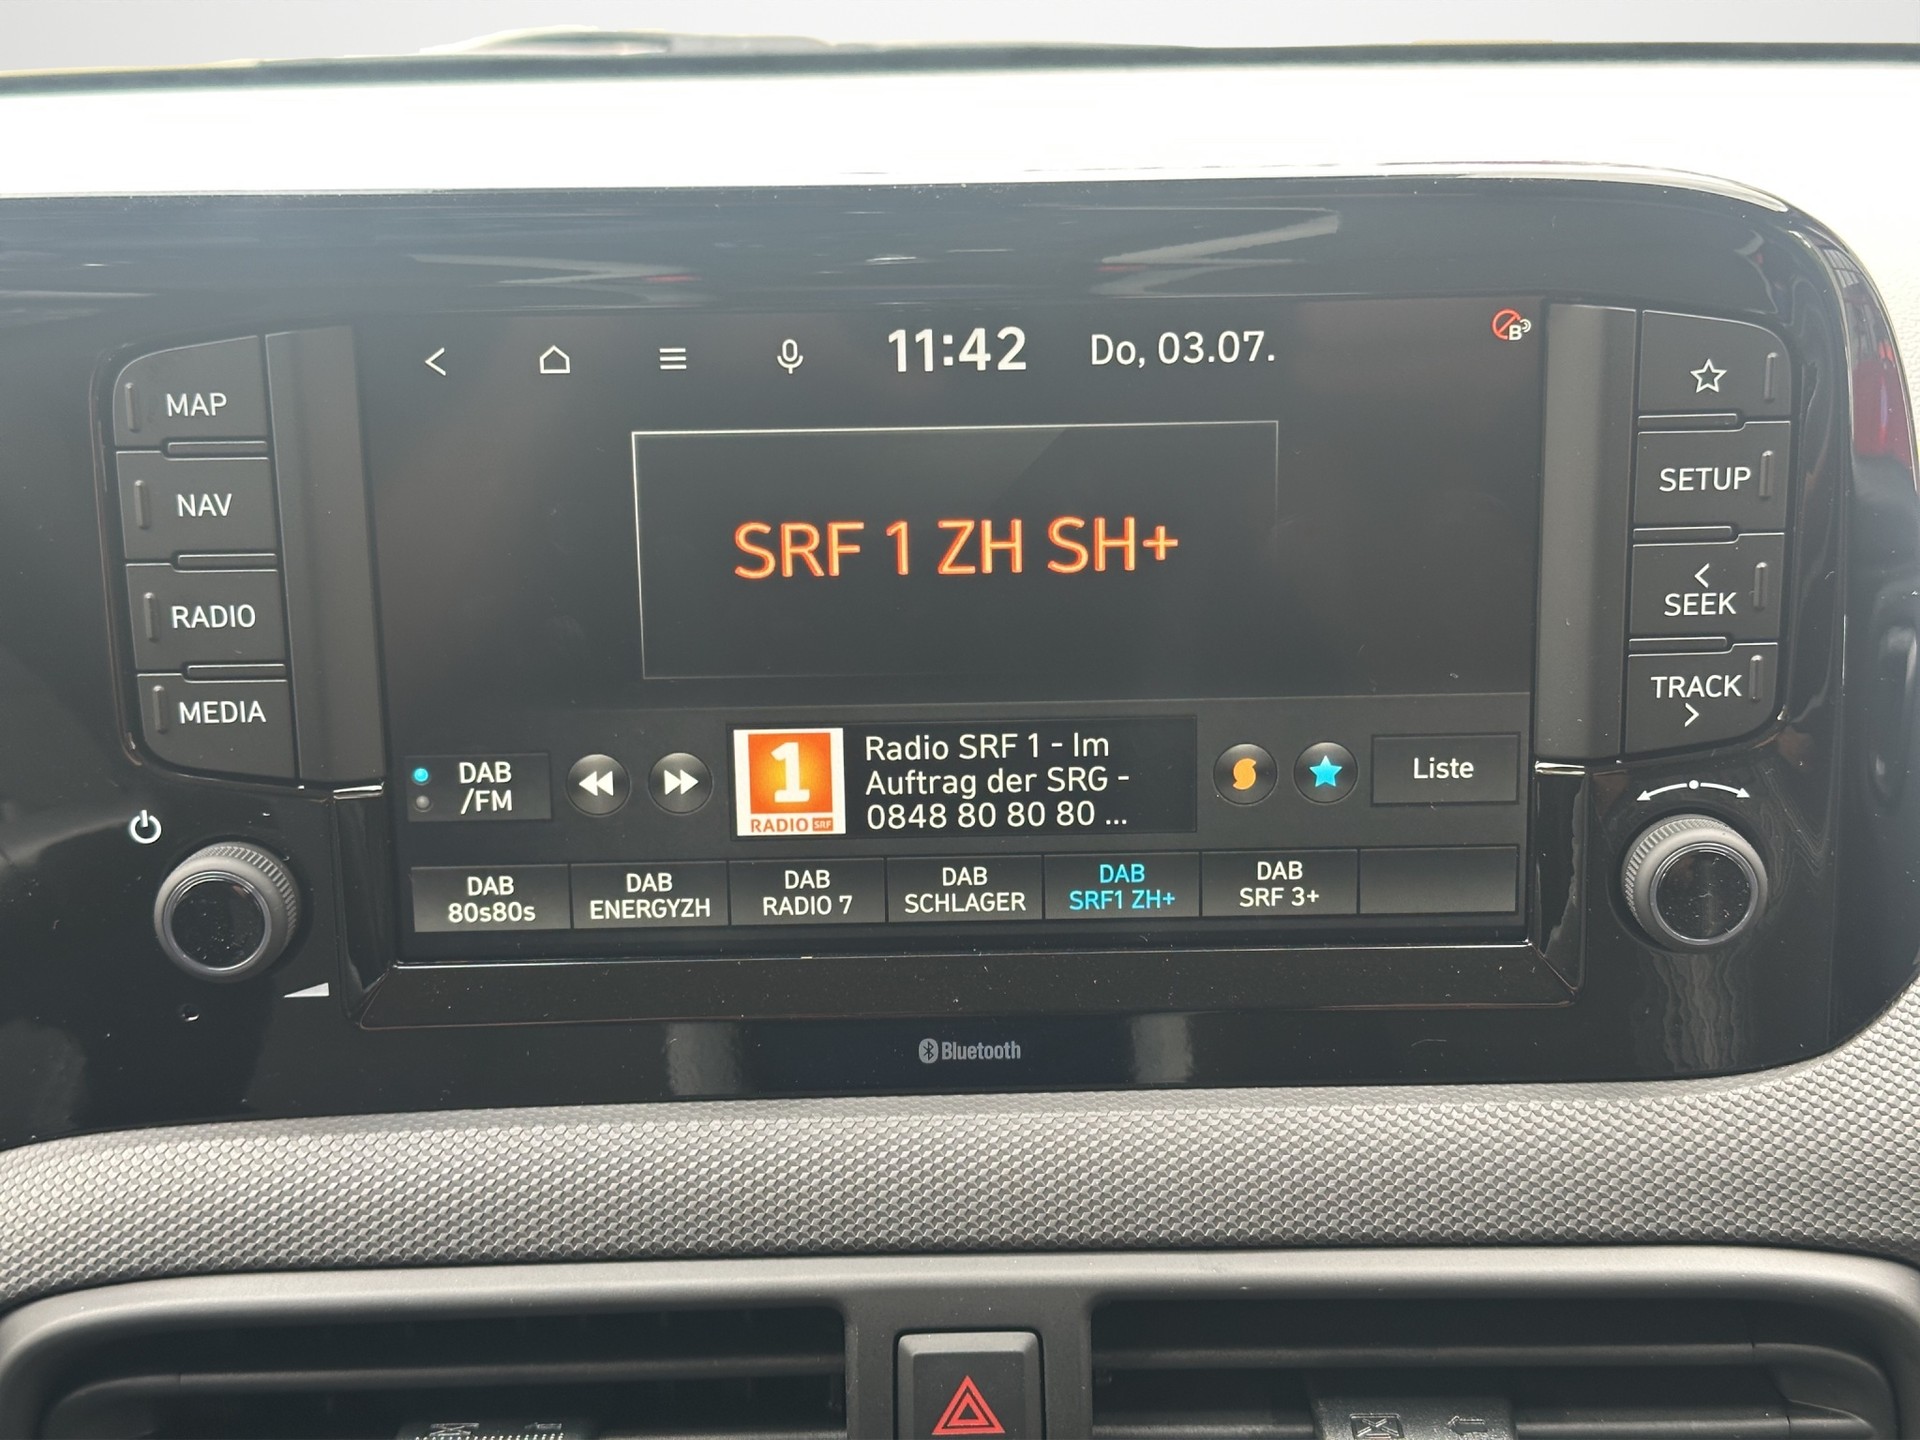 11:42 Do, 03.07.
B
MAP
NAV
RADIO
MEDIA
SRF 1 ZH SH+
SETUP
SEEK
TRACK
DAB
/FM
1
RADIO SRF
Radio SRF 1 - Im
Auftrag der SRG -
0848 80 80 80 ...
Liste
DAB
80s80s
DAB
ENERGYZH
DAB
RADIO 7
DAB
SCHLAGER
DAB
SRF1 ZH+
DAB
SRF 3+
Bluetooth